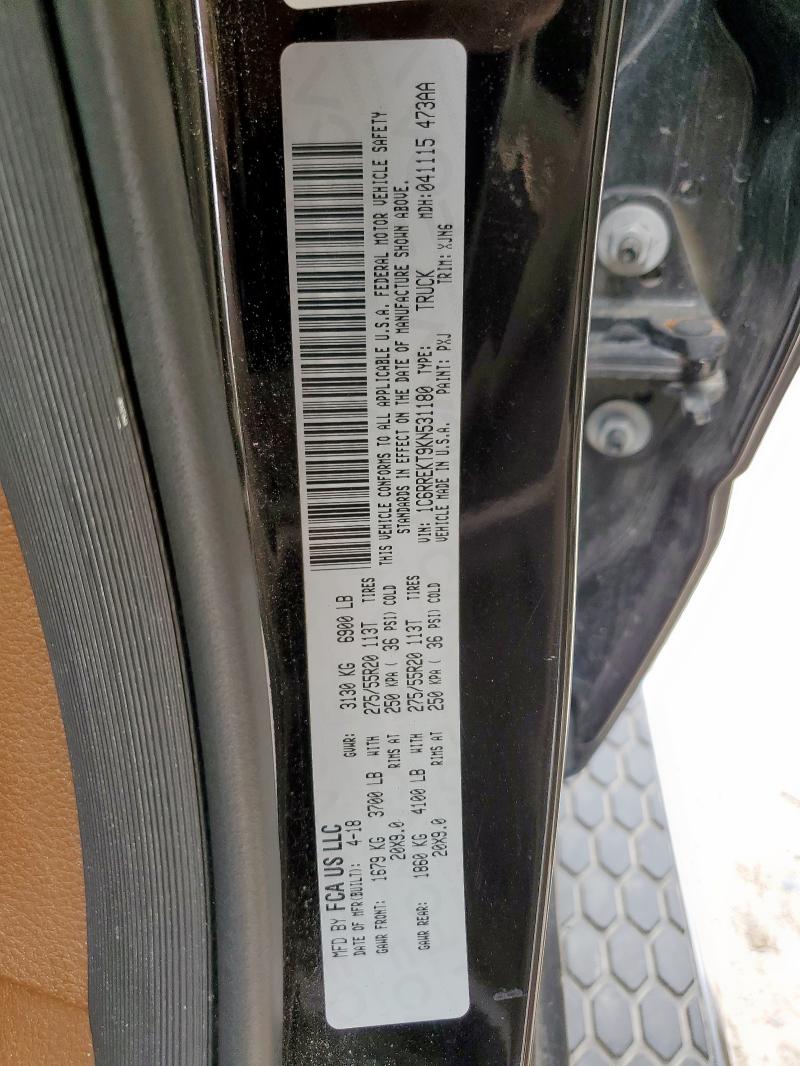 MFD BY FCA US LLC
DATE OF MFR(BUILT): 4-18 GVWR: 3130 KG 6900 LB
GAWR FRONT: 1679 KG 3700 LB WITH 275/55R20 113T TIRES
20X9.0 RIMS AT 250 KPA ( 36 PSI) COLD
GAWR REAR: 1860 KG 4100 LB WITH 275/55R20 113T TIRES
20X9.0 RIMS AT 250 KPA ( 36 PSI) COLD
THIS VEHICLE CONFORMS TO ALL APPLICABLE U.S.A. FEDERAL MOTOR VEHICLE SAFETY
STANDARDS IN EFFECT ON THE DATE OF MANUFACTURE SHOWN ABOVE.
VIN: 1C6RREKT9KN531180 TYPE: TRUCK MDH:041115 473AA
VEHICLE MADE IN U.S.A. PAINT: PXJ TRIM: XJN6